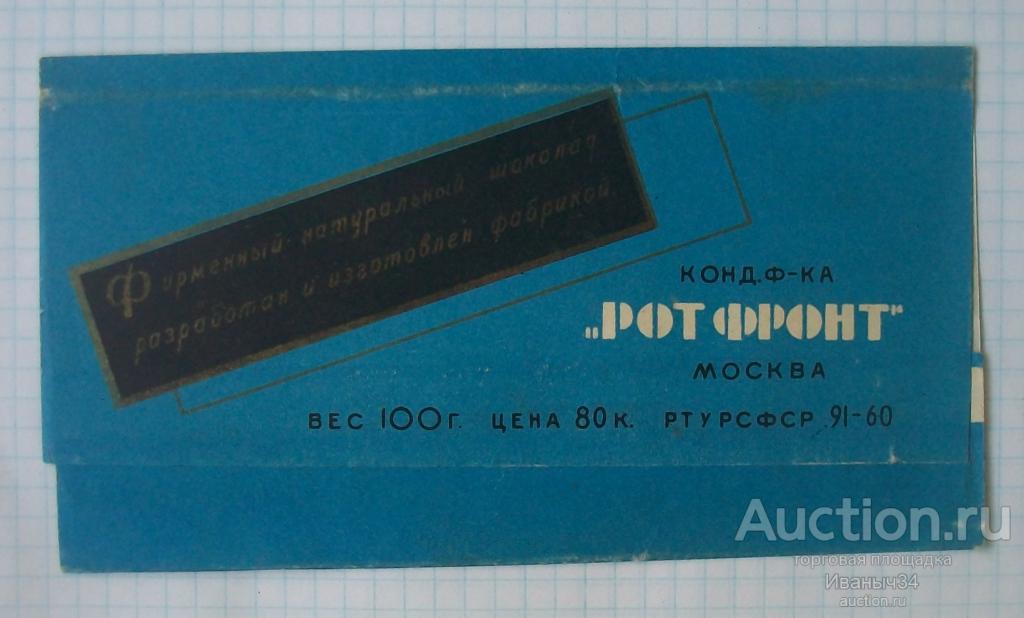 Фирменный натуральный шоколад
разработан и изготовлен фабрикой.
КОНД.Ф-КА
„РОТ ФРОНТ"
МОСКВА
ВЕС 100г. ЦЕНА 80к. РТУРСФСР 91-60
Auction.ru
торговая площадка
Иваныч34
auction.ru